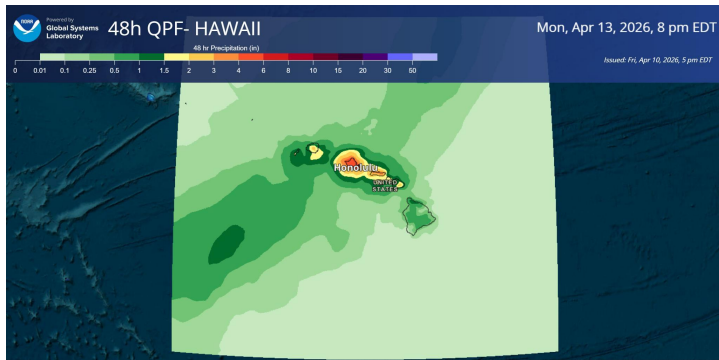 NOAA
Powered by
Global Systems
Laboratory
48h QPF- HAWAII
Mon, Apr 13, 2026, 8 pm EDT
48 hr Precipitation (in)
0 0.01 0.1 0.25 0.5 1 1.5 2 3 4 6 8 10 15 20 30 50
Issued: Fri, Apr 10, 2026, 5 pm EDT
Honolulu
UNITED
STATES